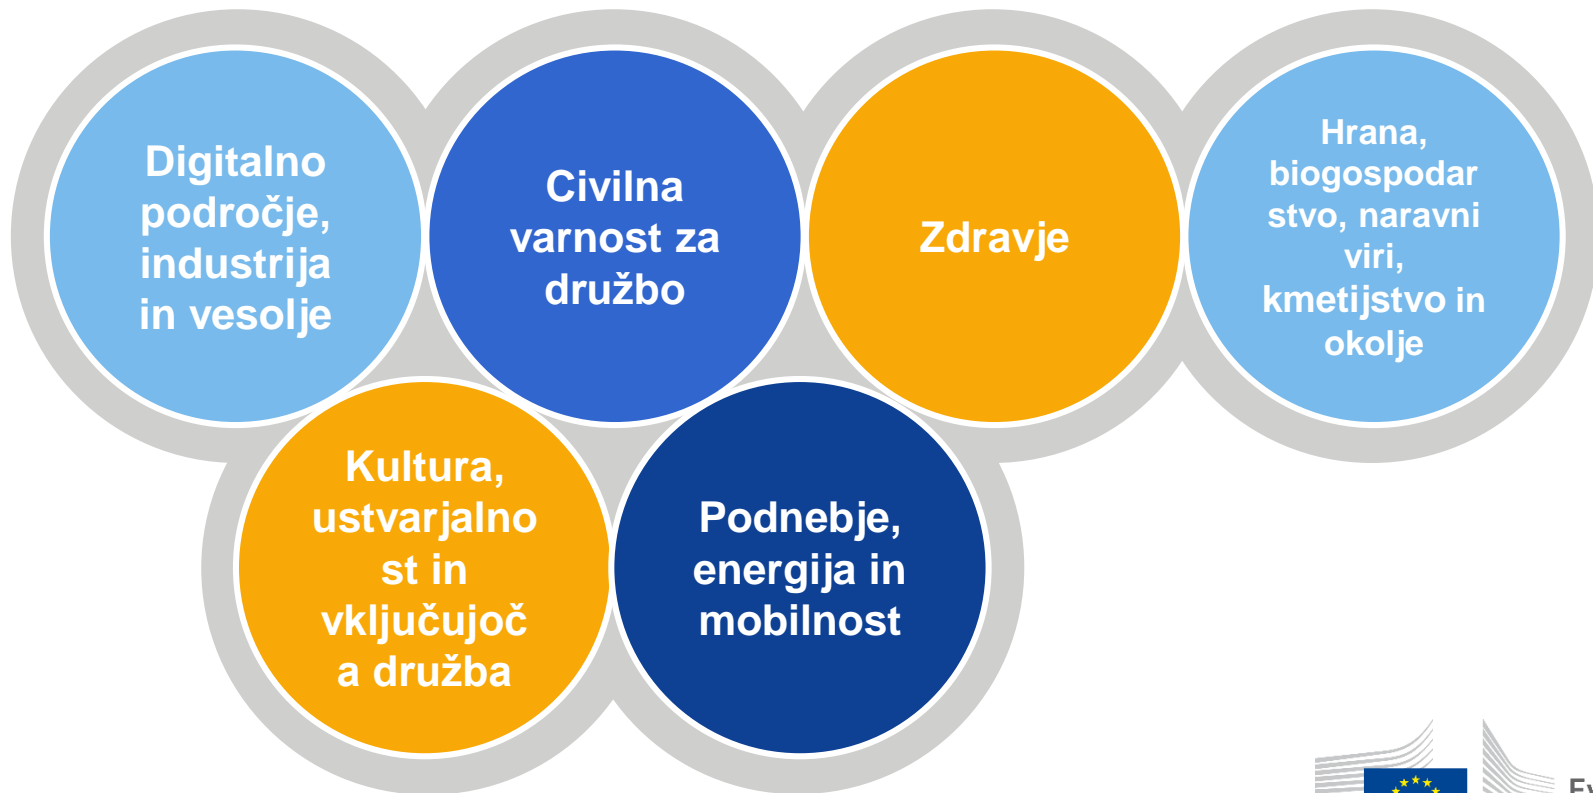 Digitalno
področje,
industrija
in vesolje
Civilna
varnost za
družbo
Zdravje
Hrana,
biogospodar
stvo, naravni
viri,
kmetijstvo in
okolje
Kultura,
ustvarjalno
st in
vključujoč
a družba
Podnebje,
energija in
mobilnost